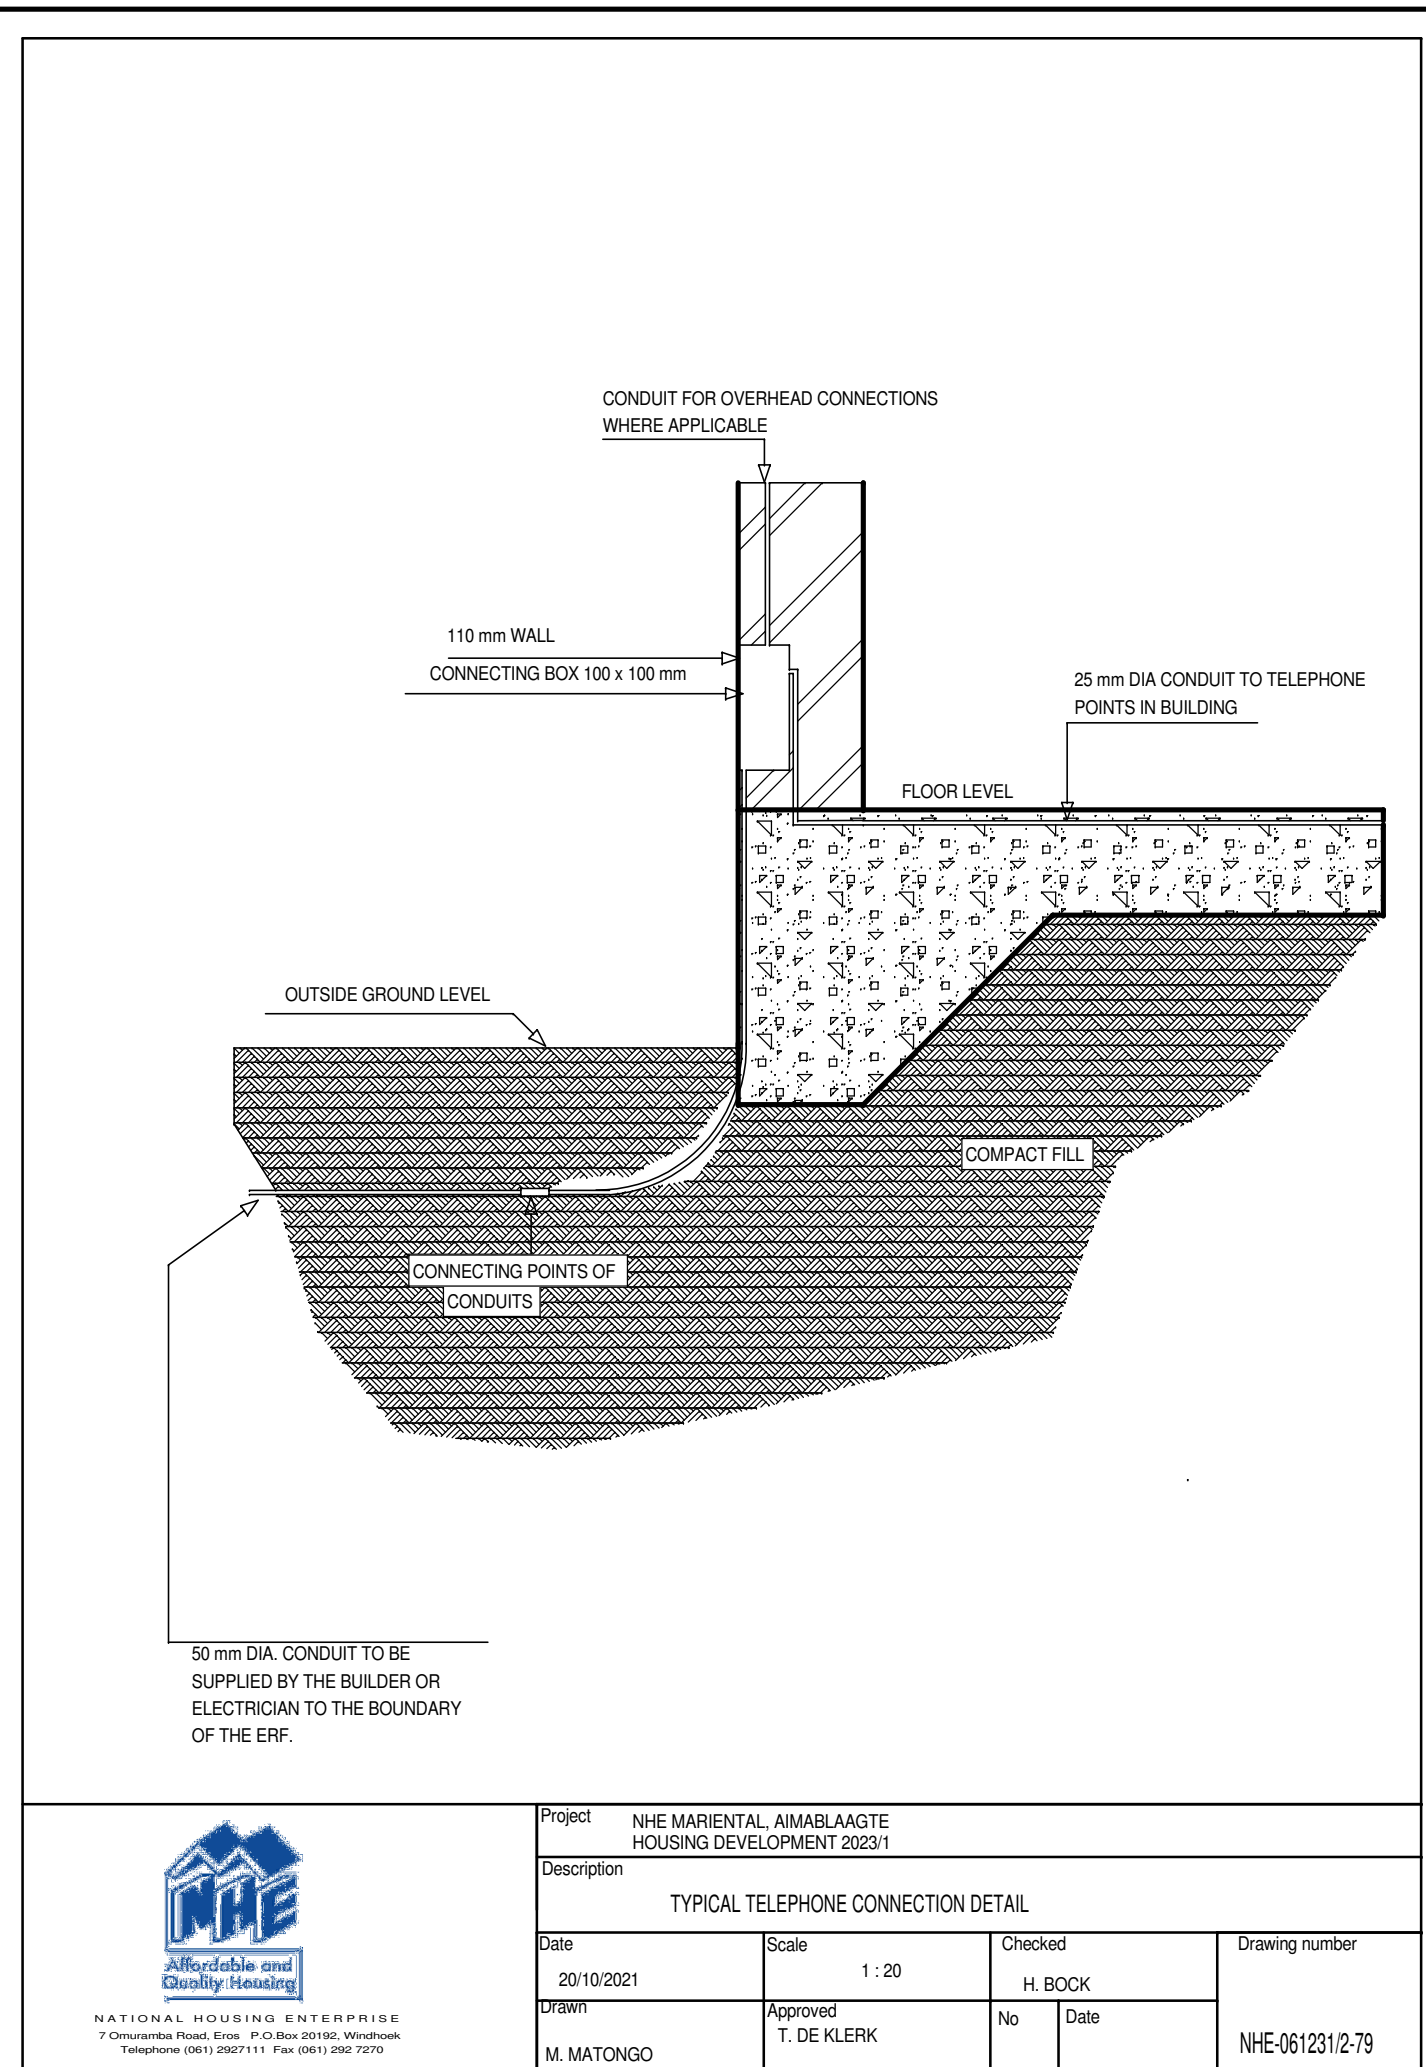 CONDUIT FOR OVERHEAD CONNECTIONS
WHERE APPLICABLE
110 mm WALL
CONNECTING BOX 100 x 100 mm
25 mm DIA CONDUIT TO TELEPHONE
POINTS IN BUILDING
FLOOR LEVEL
OUTSIDE GROUND LEVEL
COMPACT FILL
CONNECTING POINTS OF
CONDUITS
50 mm DIA. CONDUIT TO BE
SUPPLIED BY THE BUILDER OR
ELECTRICIAN TO THE BOUNDARY
OF THE ERF.
NHE
Affordable and
Quality Housing
NATIONAL HOUSING ENTERPRISE
7 Omuramba Road, Eros P.O.Box 20192, Windhoek
Telephone (061) 2927111 Fax (061) 292 7270
Project
NHE MARIENTAL, AIMABLAAGTE
HOUSING DEVELOPMENT 2023/1
Description
TYPICAL TELEPHONE CONNECTION DETAIL
Date
20/10/2021
Scale
1 : 20
Checked
H. BOCK
Drawing number
NHE-061231/2-79
Drawn
M. MATONGO
Approved
T. DE KLERK
No
Date